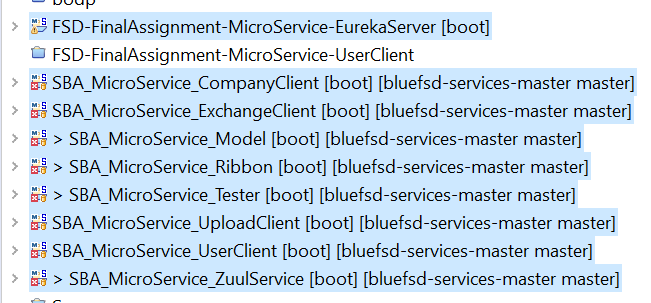 FSD-FinalAssignment-MicroService-EurekaServer [boot]
FSD-FinalAssignment-MicroService-UserClient
SBA_MicroService_CompanyClient [boot] [bluefsd-services-master master]
SBA_MicroService_ExchangeClient [boot] [bluefsd-services-master master]
> SBA_MicroService_Model [boot] [bluefsd-services-master master]
> SBA_MicroService_Ribbon [boot] [bluefsd-services-master master]
> SBA_MicroService_Tester [boot] [bluefsd-services-master master]
SBA_MicroService_UploadClient [boot] [bluefsd-services-master master]
SBA_MicroService_UserClient [boot] [bluefsd-services-master master]
> SBA_MicroService_ZuulService [boot] [bluefsd-services-master master]